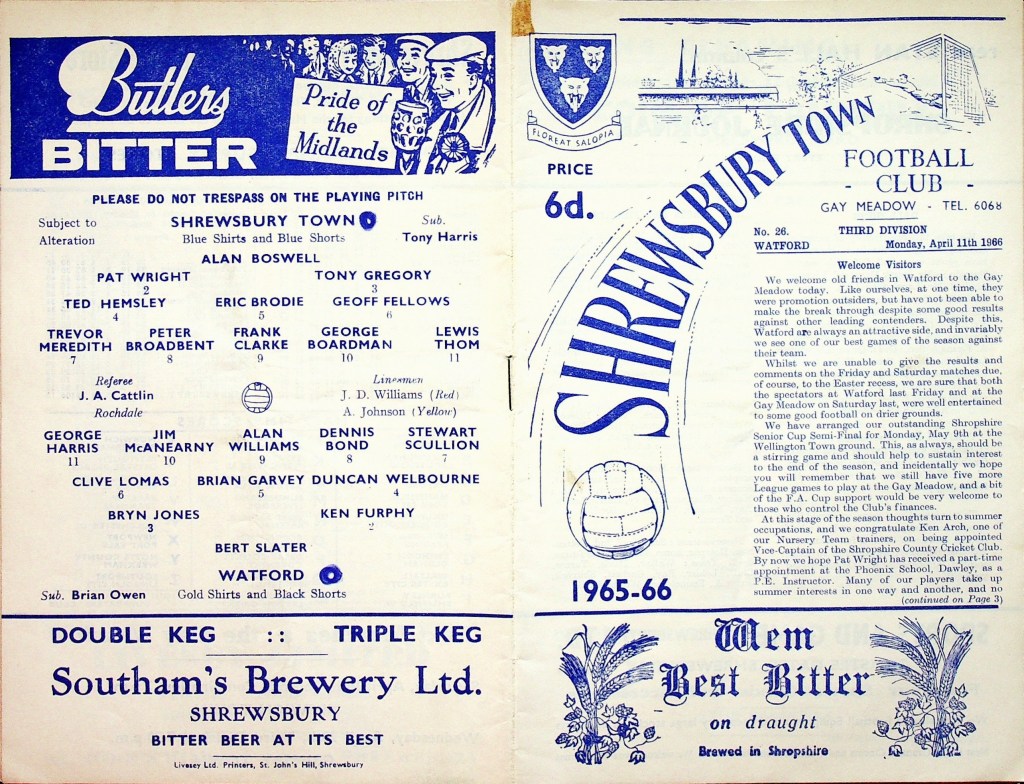 Butlers
BITTER
Pride of
the
Midlands
PLEASE DO NOT TRESPASS ON THE PLAYING PITCH
Subject to
Alteration
SHREWSBURY TOWN
Blue Shirts and Blue Shorts
Sub.
Tony Harris
ALAN BOSWELL
PAT WRIGHT TONY GREGORY
2 3
TED HEMSLEY ERIC BRODIE GEOFF FELLOWS
4 5 6
TREVOR PETER FRANK GEORGE LEWIS
MEREDITH BROADBENT CLARKE BOARDMAN THOM
7 8 9 10 11
Referee
J. A. Cattlin
Rochdale
Linesmen
J. D. Williams (Red)
A. Johnson (Yellow)
GEORGE JIM ALAN DENNIS STEWART
HARRIS McANEARNY WILLIAMS BOND SCULLION
11 10 9 8 7
CLIVE LOMAS BRIAN GARVEY DUNCAN WELBOURNE
6 5 4
BRYN JONES KEN FURPHY
3 2
BERT SLATER
WATFORD
Sub. Brian Owen Gold Shirts and Black Shorts
DOUBLE KEG :: TRIPLE KEG
Southam's Brewery Ltd.
SHREWSBURY
BITTER BEER AT ITS BEST
Livesey Ltd. Printers, St. John's Hill, Shrewsbury
FLOREAT SALOPIA
PRICE
6d.
SHREWSBURY TOWN
FOOTBALL
- CLUB -
GAY MEADOW - TEL. 6068
No. 26. THIRD DIVISION
WATFORD Monday, April 11th 1966
Welcome Visitors
We welcome old friends in Watford to the Gay
Meadow today. Like ourselves, at one time, they
were promotion outsiders, but have not been able to
make the break through despite some good results
against other leading contenders. Despite this,
Watford are always an attractive side, and invariably
we see one of our best games of the season against
their team.
Whilst we are unable to give the results and
comments on the Friday and Saturday matches due,
of course, to the Easter recess, we are sure that both
the spectators at Watford last Friday and at the
Gay Meadow on Saturday last, were well entertained
to some good football on drier grounds.
We have arranged our outstanding Shropshire
Senior Cup Semi-Final for Monday, May 9th at the
Wellington Town ground. This, as always, should be
a stirring game and should help to sustain interest
to the end of the season, and incidentally we hope
you will remember that we still have five more
League games to play at the Gay Meadow, and a bit
of the F.A. Cup support would be very welcome to
those who control the Club's finances.
At this stage of the season thoughts turn to summer
occupations, and we congratulate Ken Arch, one of
our Nursery Team trainers, on being appointed
Vice-Captain of the Shropshire County Cricket Club.
By now we hope Pat Wright has received a part-time
appointment at the Phoenix School, Dawley, as a
P.E. Instructor. Many of our players take up
summer interests in one way and another, and no
(continued on Page 3)
1965-66
Wem
Best Bitter
on draught
Brewed in Shropshire